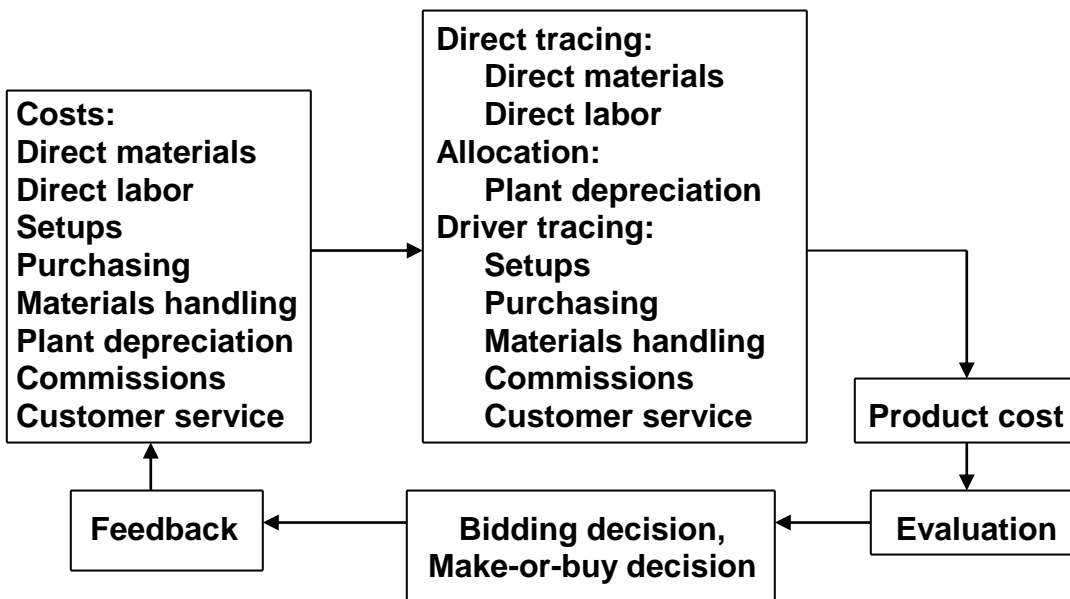 Costs:
Direct materials
Direct labor
Setups
Purchasing
Materials handling
Plant depreciation
Commissions
Customer service
Direct tracing:
Direct materials
Direct labor
Allocation:
Plant depreciation
Driver tracing:
Setups
Purchasing
Materials handling
Commissions
Customer service
Product cost
Evaluation
Bidding decision,
Make-or-buy decision
Feedback